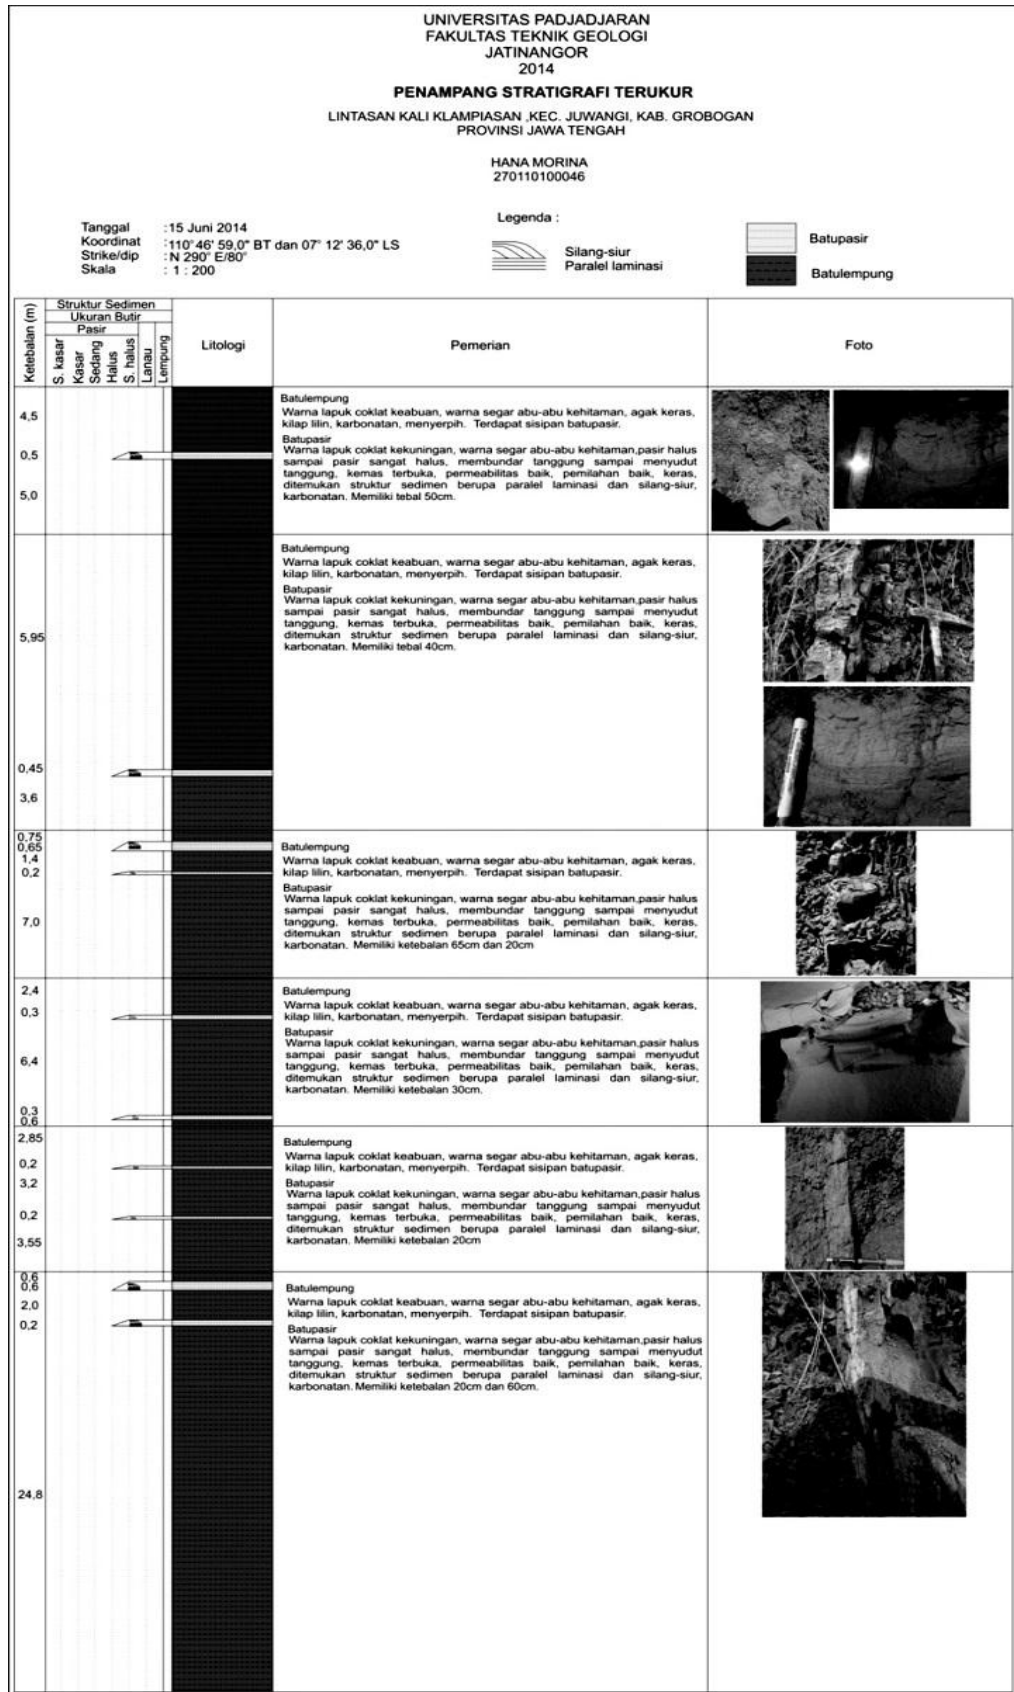 UNIVERSITAS PADJADJARAN
FAKULTAS TEKNIK GEOLOGI
JATINANGOR
2014
PENAMPANG STRATIGRAFI TERUKUR
LINTASAN KALI KLAMPIASAN ,KEC. JUWANGI, KAB. GROBOGAN
PROVINSI JAWA TENGAH
HANA MORINA
270110100046
Tanggal :15 Juni 2014
Koordinat :110° 46' 59,0" BT dan 07° 12' 36,0" LS
Strike/dip : N 290° E/80°
Skala : 1 : 200
Legenda :
Silang-siur
Paralel laminasi
Batupasir
Batulempung
Ketebalan (m)
Struktur Sedimen
Ukuran Butir
Pasir
S. kasar
Kasar
Sedang
Halus
S. halus
Lanau
Lempung
Litologi
Pemerian
Foto
4,5
0,5
5,0
Batulempung
Warna lapuk coklat keabuan, warna segar abu-abu kehitaman, agak keras,
kilap lilin, karbonatan, menyerpih. Terdapat sisipan batupasir.
Batupasir
Warna lapuk coklat kekuningan, warna segar abu-abu kehitaman,pasir halus
sampai pasir sangat halus, membundar tanggung sampai menyudut
tanggung, kemas terbuka, permeabilitas baik, pemilahan baik, keras,
ditemukan struktur sedimen berupa paralel laminasi dan silang-siur,
karbonatan. Memiliki tebal 50cm.
5,95
0,45
3,6
Batulempung
Warna lapuk coklat keabuan, warna segar abu-abu kehitaman, agak keras,
kilap lilin, karbonatan, menyerpih. Terdapat sisipan batupasir.
Batupasir
Warna lapuk coklat kekuningan, warna segar abu-abu kehitaman,pasir halus
sampai pasir sangat halus, membundar tanggung sampai menyudut
tanggung, kemas terbuka, permeabilitas baik, pemilahan baik, keras,
ditemukan struktur sedimen berupa paralel laminasi dan silang-siur,
karbonatan. Memiliki tebal 40cm.
0,75
0,65
1,4
0,2
7,0
Batulempung
Warna lapuk coklat keabuan, warna segar abu-abu kehitaman, agak keras,
kilap lilin, karbonatan, menyerpih. Terdapat sisipan batupasir.
Batupasir
Warna lapuk coklat kekuningan, warna segar abu-abu kehitaman,pasir halus
sampai pasir sangat halus, membundar tanggung sampai menyudut
tanggung, kemas terbuka, permeabilitas baik, pemilahan baik, keras,
ditemukan struktur sedimen berupa paralel laminasi dan silang-siur,
karbonatan. Memiliki ketebalan 65cm dan 20cm
2,4
0,3
6,4
0,3
0,6
Batulempung
Warna lapuk coklat keabuan, warna segar abu-abu kehitaman, agak keras,
kilap lilin, karbonatan, menyerpih. Terdapat sisipan batupasir.
Batupasir
Warna lapuk coklat kekuningan, warna segar abu-abu kehitaman,pasir halus
sampai pasir sangat halus, membundar tanggung sampai menyudut
tanggung, kemas terbuka, permeabilitas baik, pemilahan baik, keras,
ditemukan struktur sedimen berupa paralel laminasi dan silang-siur,
karbonatan. Memiliki ketebalan 30cm.
2,85
0,2
3,2
0,2
3,55
Batulempung
Warna lapuk coklat keabuan, warna segar abu-abu kehitaman, agak keras,
kilap lilin, karbonatan, menyerpih. Terdapat sisipan batupasir.
Batupasir
Warna lapuk coklat kekuningan, warna segar abu-abu kehitaman,pasir halus
sampai pasir sangat halus, membundar tanggung sampai menyudut
tanggung, kemas terbuka, permeabilitas baik, pemilahan baik, keras,
ditemukan struktur sedimen berupa paralel laminasi dan silang-siur,
karbonatan. Memiliki ketebalan 20cm
0,6
0,6
2,0
0,2
24,8
Batulempung
Warna lapuk coklat keabuan, warna segar abu-abu kehitaman, agak keras,
kilap lilin, karbonatan, menyerpih. Terdapat sisipan batupasir.
Batupasir
Warna lapuk coklat kekuningan, warna segar abu-abu kehitaman,pasir halus
sampai pasir sangat halus, membundar tanggung sampai menyudut
tanggung, kemas terbuka, permeabilitas baik, pemilahan baik, keras,
ditemukan struktur sedimen berupa paralel laminasi dan silang-siur,
karbonatan. Memiliki ketebalan 20cm dan 60cm.